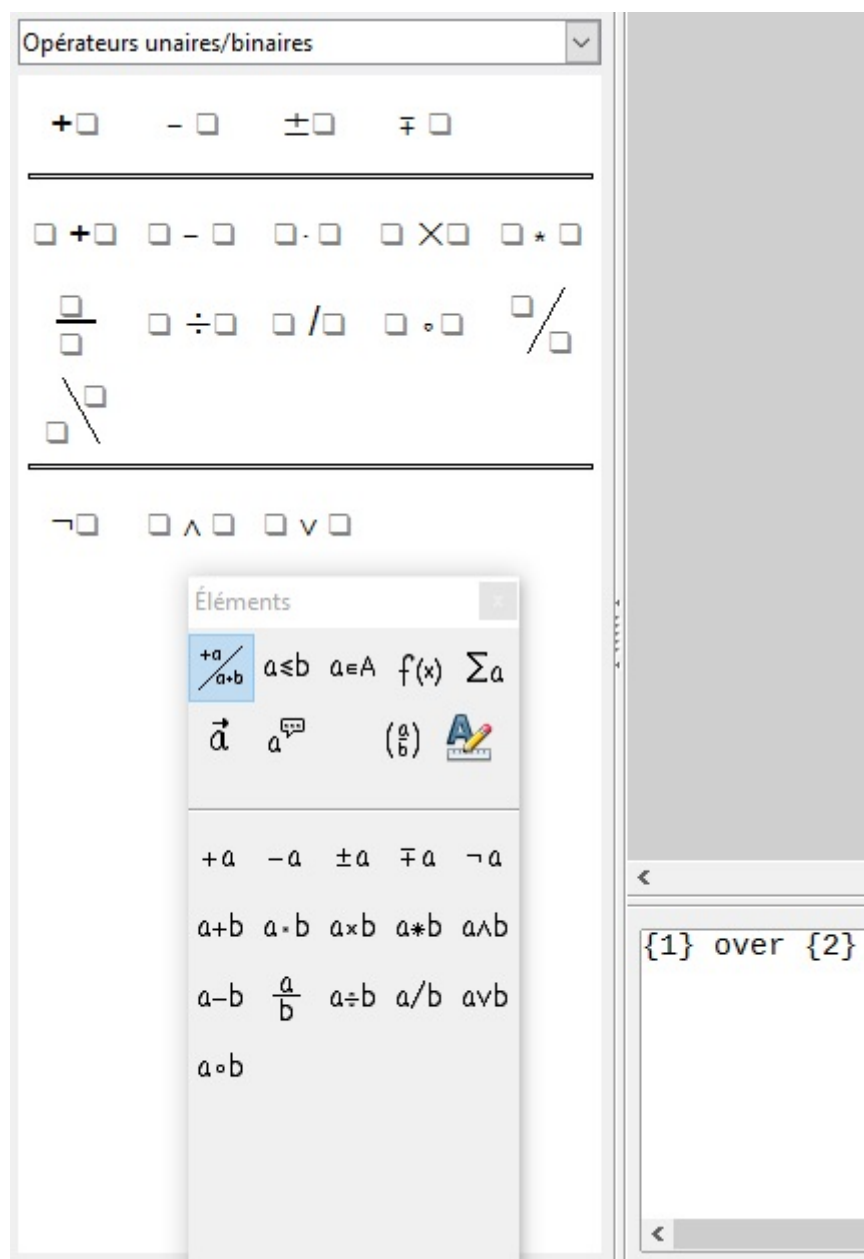 Opérateurs unaires/binaires
+❏ −❏ ±❏ ∓❏
❏+❏ ❏−❏ ❏·❏ ❏×❏ ❏*❏
❏/❏ ❏÷❏ ❏/❏ ❏∘❏ ❏/❏
❏\❏
¬❏ ❏∧❏ ❏∨❏
Éléments
+a/a+b a≤b a∈A f(x) Σa
a⃗ a (a/b) A
+a −a ±a ∓a ¬a
a+b a·b a×b a*b a∧b
a−b a/b a÷b a/b a∨b
a∘b
{1} over {2}